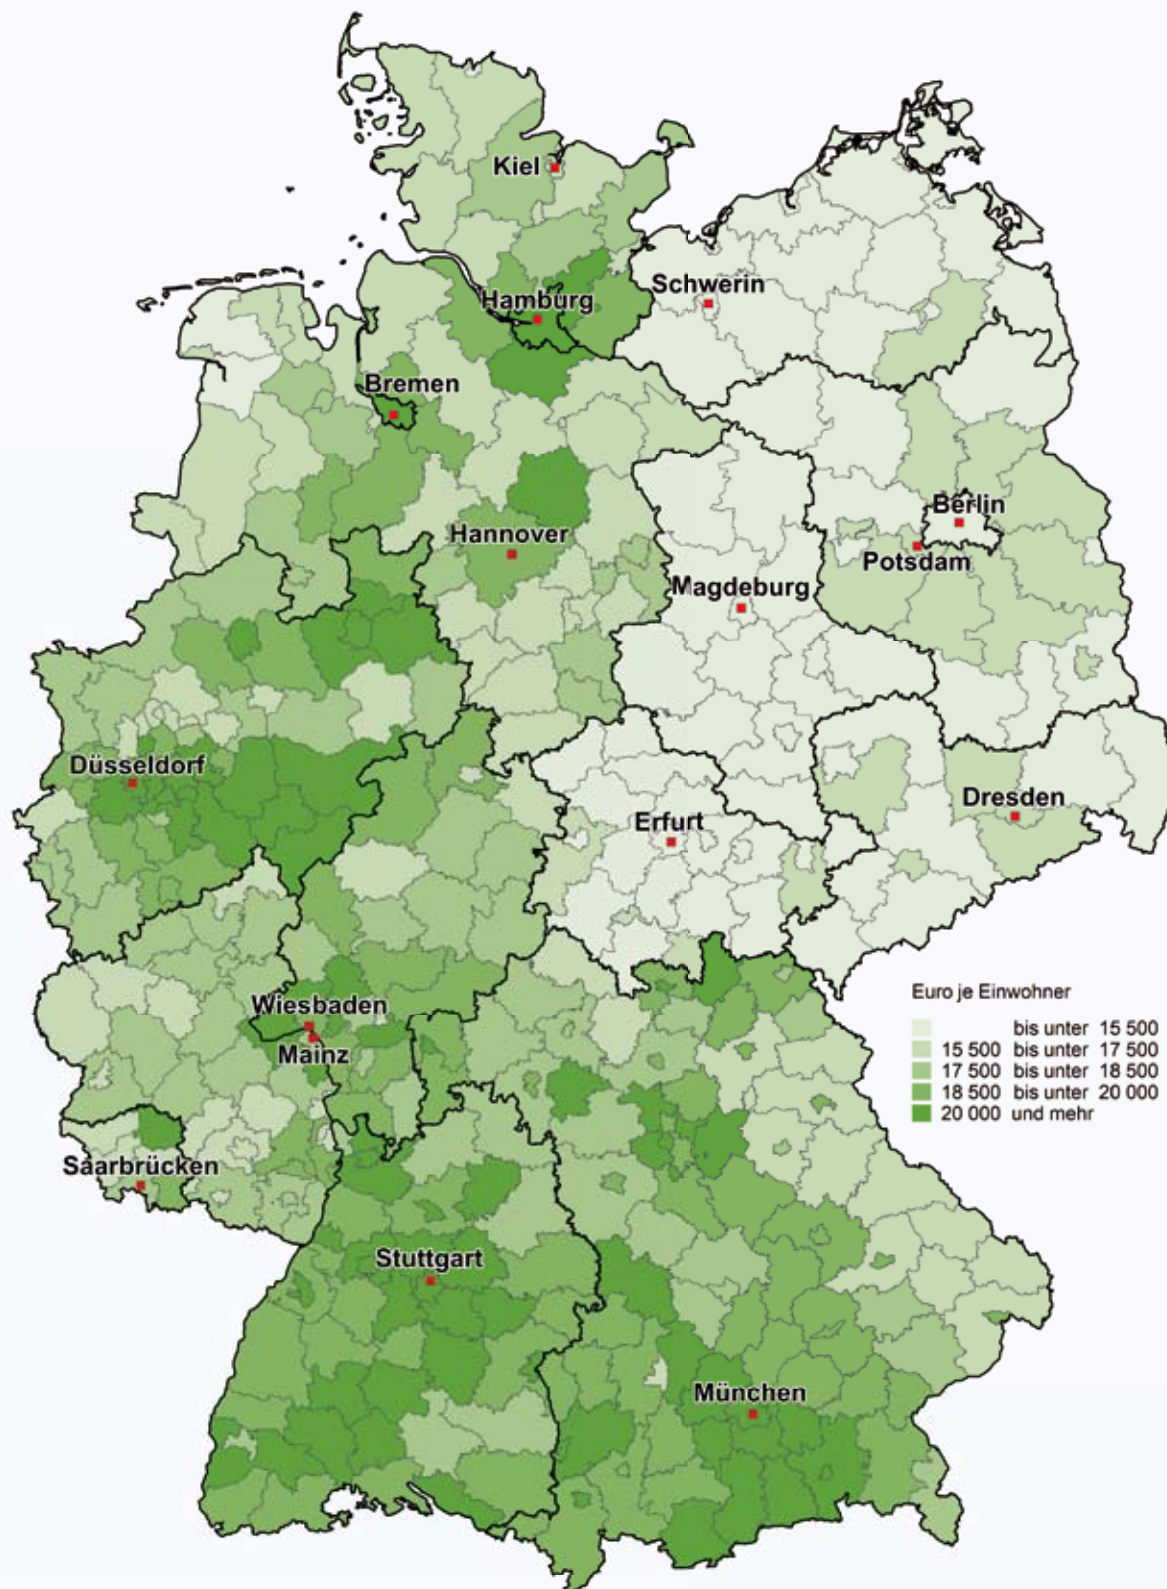 Kiel
Schwerin
Hamburg
Bremen
Berlin
Hannover
Potsdam
Magdeburg
Düsseldorf
Dresden
Erfurt
Wiesbaden
Mainz
Saarbrücken
Stuttgart
München
Euro je Einwohner
bis unter 15 500
15 500 bis unter 17 500
17 500 bis unter 18 500
18 500 bis unter 20 000
20 000 und mehr